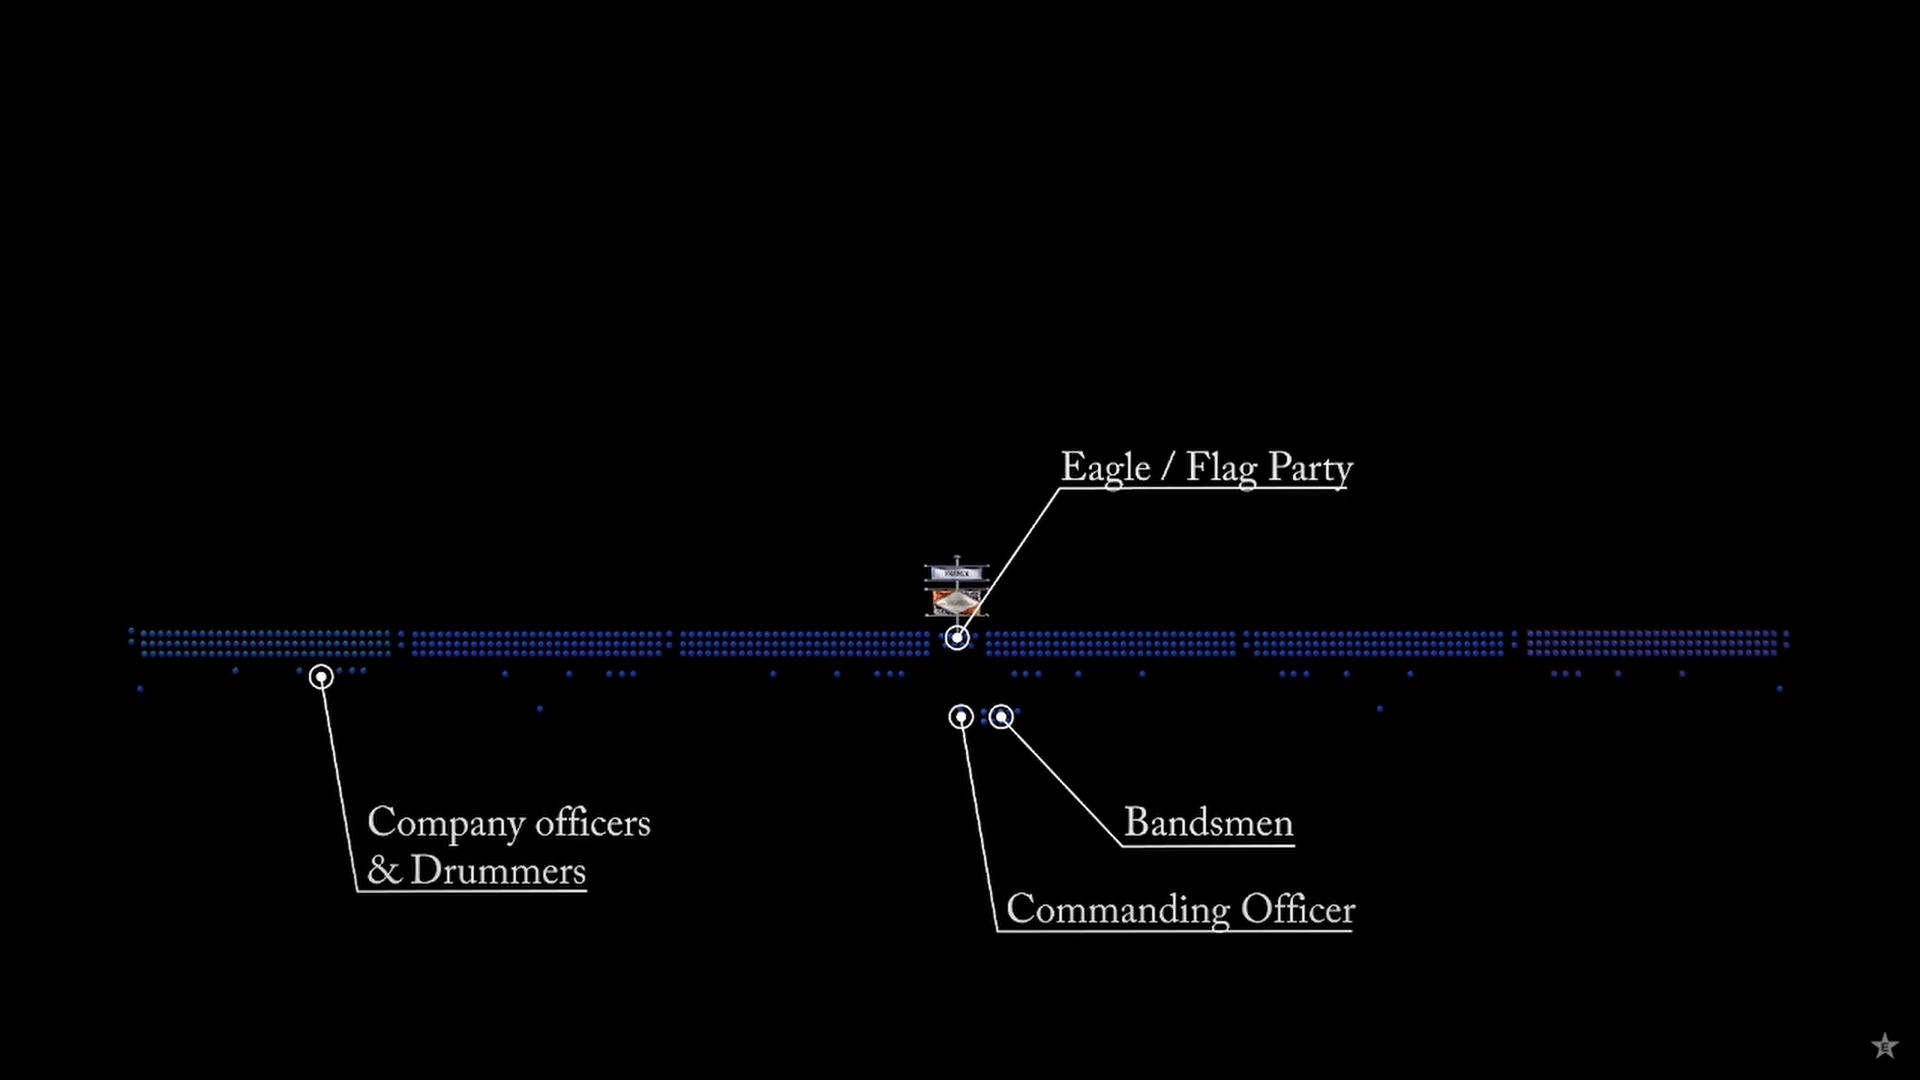 Eagle / Flag Party
Company officers
& Drummers
Bandsmen
Commanding Officer